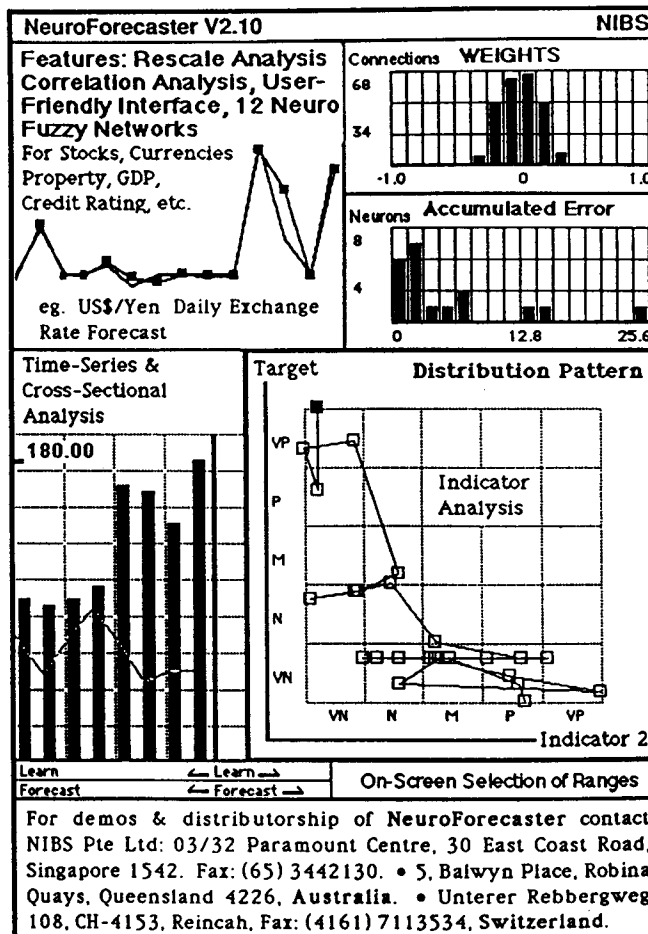 NeuroForecaster V2.10 NIBS
Features: Rescale Analysis
Correlation Analysis, User-
Friendly Interface, 12 Neuro
Fuzzy Networks
For Stocks, Currencies
Property, GDP,
Credit Rating, etc.
eg. US$/Yen Daily Exchange
Rate Forecast
Connections WEIGHTS
68
34
-1.0 0 1.0
Neurons Accumulated Error
8
4
0 12.8 25.6
Time-Series &
Cross-Sectional
Analysis
180.00
Target Distribution Pattern
VP
Indicator
Analysis
P
M
N
VN
VN N M P VP
Indicator 2
Learn ← Learn →
Forecast ← Forecast →
On-Screen Selection of Ranges
For demos & distributorship of NeuroForecaster contact
NIBS Pte Ltd: 03/32 Paramount Centre, 30 East Coast Road,
Singapore 1542. Fax: (65) 3442130. • 5, Balwyn Place, Robina
Quays, Queensland 4226, Australia. • Unterer Rebbergweg
108, CH-4153, Reincah, Fax: (4161) 7113534, Switzerland.